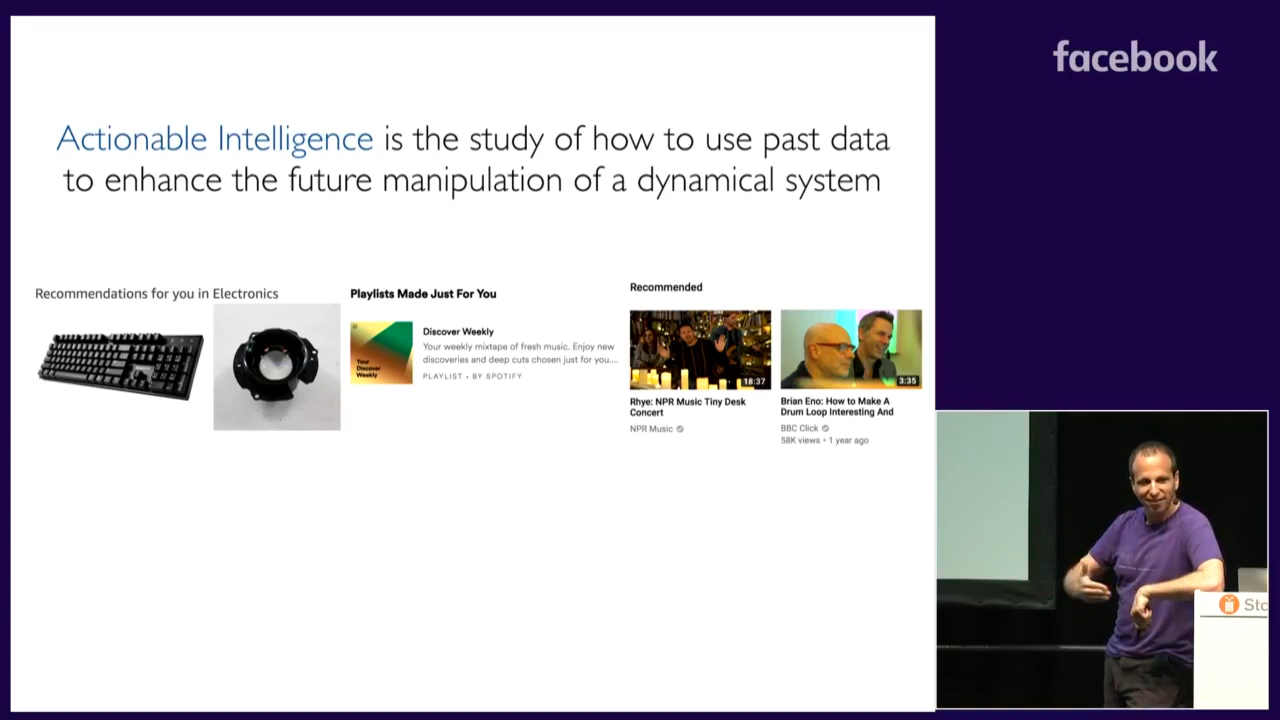 facebook
Actionable Intelligence is the study of how to use past data
to enhance the future manipulation of a dynamical system
Recommendations for you in Electronics
Playlists Made Just For You
Discover Weekly
Your weekly mixtape of fresh music. Enjoy new
discoveries and deep cuts chosen just for you....
PLAYLIST • BY SPOTIFY
Your
Discover
Weekly
Recommended
18:37
Rhye: NPR Music Tiny Desk
Concert
NPR Music
3:35
Brian Eno: How to Make A
Drum Loop Interesting And
BBC Click
58K views • 1 year ago
Sto